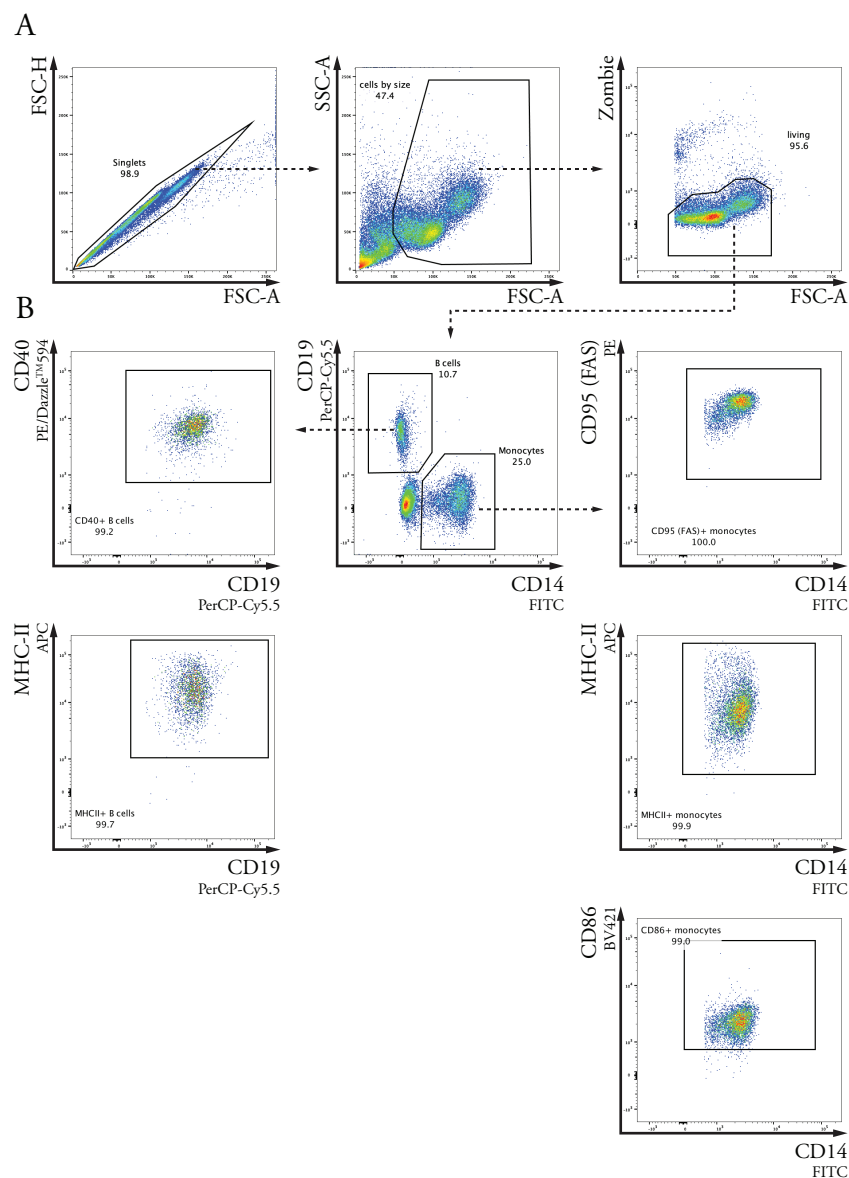 A
FSC-H
Singlets
98.9
FSC-A
SSC-A
cells by size
47.4
FSC-A
Zombie
living
95.6
FSC-A
B
CD40
PE/Dazzle™594
CD40+ B cells
99.2
CD19
PerCP-Cy5.5
CD19
PerCP-Cy5.5
B cells
10.7
Monocytes
25.0
CD14
FITC
CD95 (FAS)
PE
CD95 (FAS)+ monocytes
100.0
CD14
FITC
MHC-II
APC
MHCII+ B cells
99.7
CD19
PerCP-Cy5.5
MHC-II
APC
MHCII+ monocytes
99.9
CD14
FITC
CD86
BV421
CD86+ monocytes
99.0
CD14
FITC